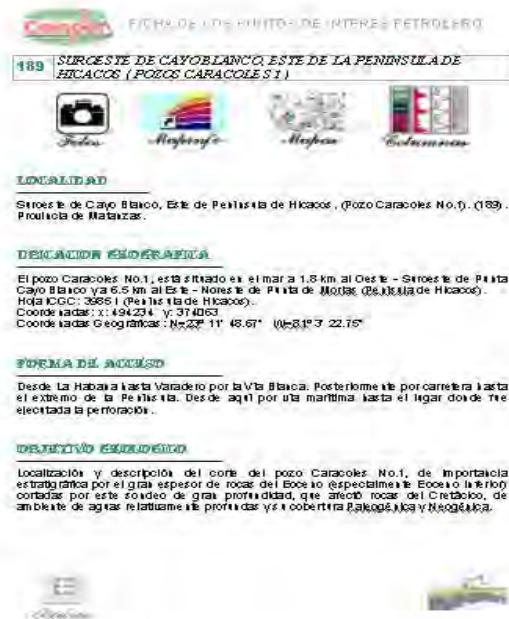 FICHA DE LOS PUNTOS DE INTERES PETROLERO
189 SUROESTE DE CAYO BLANCO, ESTE DE LA PENINSULA DE
HICACOS (POZOS CARACOLES 1)
Fotos Mapinfo Mapas Columnas
LOCALIDAD
Suroeste de Cayo Blanco, Este de Península de Hicacos, (Pozo Caracoles No.1). (189).
Provincia de Matanzas.
UBICACION GEOGRAFICA
El pozo Caracoles No.1, está situado en el mar a 1.8 km al Oeste - Suroeste de Punta
Cayo Blanco y a 6.5 km al Este - Noreste de Punta de Morlas (Península de Hicacos).
Hoja ICGC: 3985 I (Península de Hicacos).
Coordenadas: x: 494234 y: 374063
Coordenadas Geográficas: N=23° 11' 48.67" W=81° 3' 22.75"
FORMA DE ACCESO
Desde La Habana hasta Varadero por la Vía Blanca. Posteriormente por carretera hasta
el extremo de la Península. Desde aquí por vía marítima hasta el lugar donde fue
ejecutada la perforación.
OBJETIVO GEOLOGICO
Localización y descripción del corte del pozo Caracoles No.1, de importancia
estratigráfica por el gran espesor de rocas del Eoceno (especialmente Eoceno Inferior)
cortadas por este sondeo de gran profundidad, que afectó rocas del Cretácico, de
ambiente de aguas relativamente profundas y su cobertura Paleogénica y Neogénica.